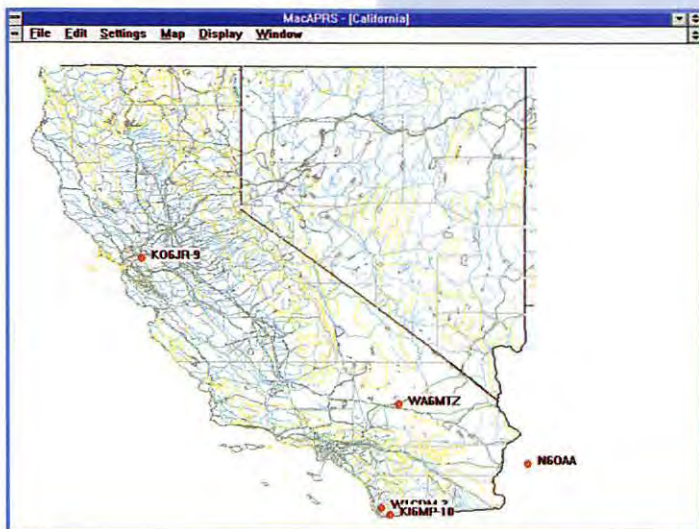 MacAPRS - [California]
File Edit Settings Map Display Window
KO6JR-9
WA6MTZ
N6OAA
KI6MP-10